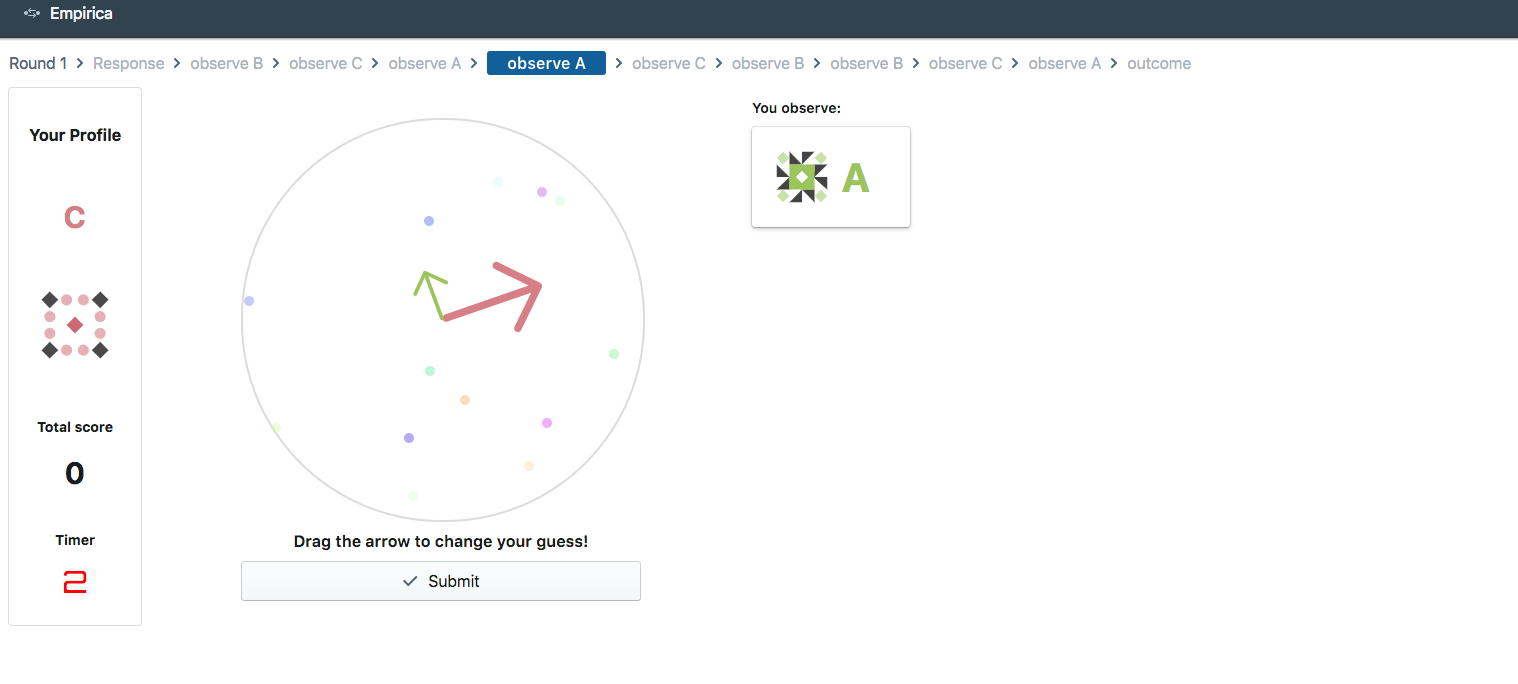 Empirica
Round 1 > Response > observe B > observe C > observe A > observe A > observe C > observe B > observe B > observe C > observe A > outcome
Your Profile
C
Total score
0
Timer
2
Drag the arrow to change your guess!
Submit
You observe:
A